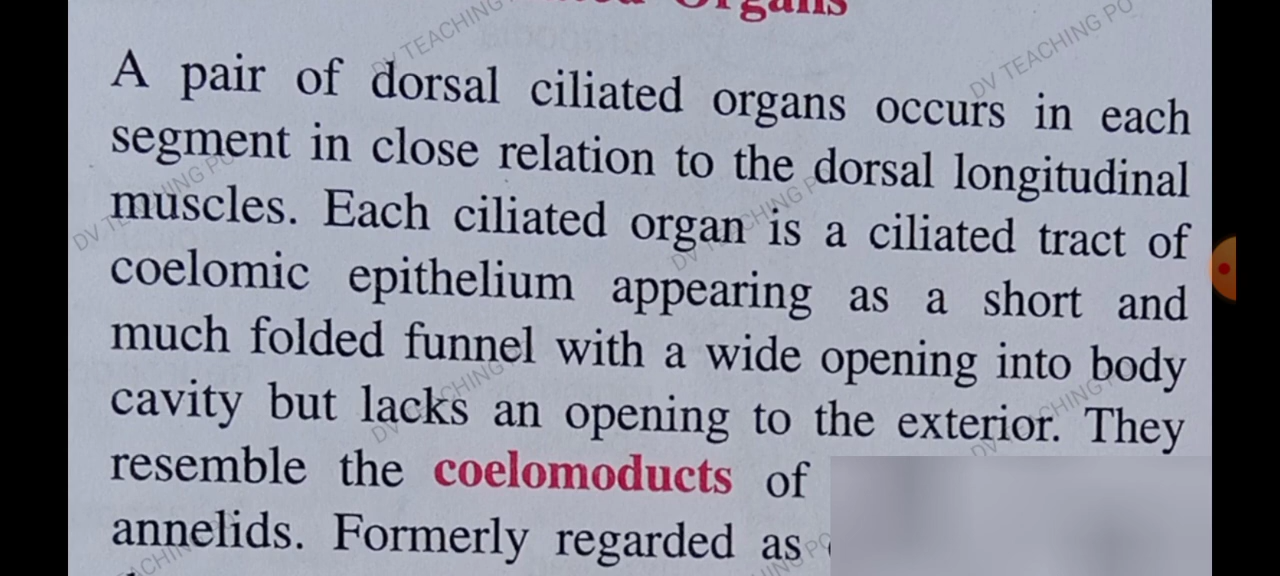 Organs
A pair of dorsal ciliated organs occurs in each
segment in close relation to the dorsal longitudinal
muscles. Each ciliated organ is a ciliated tract of
coelomic epithelium appearing as a short and
much folded funnel with a wide opening into body
cavity but lacks an opening to the exterior. They
resemble the coelomoducts of
annelids. Formerly regarded as